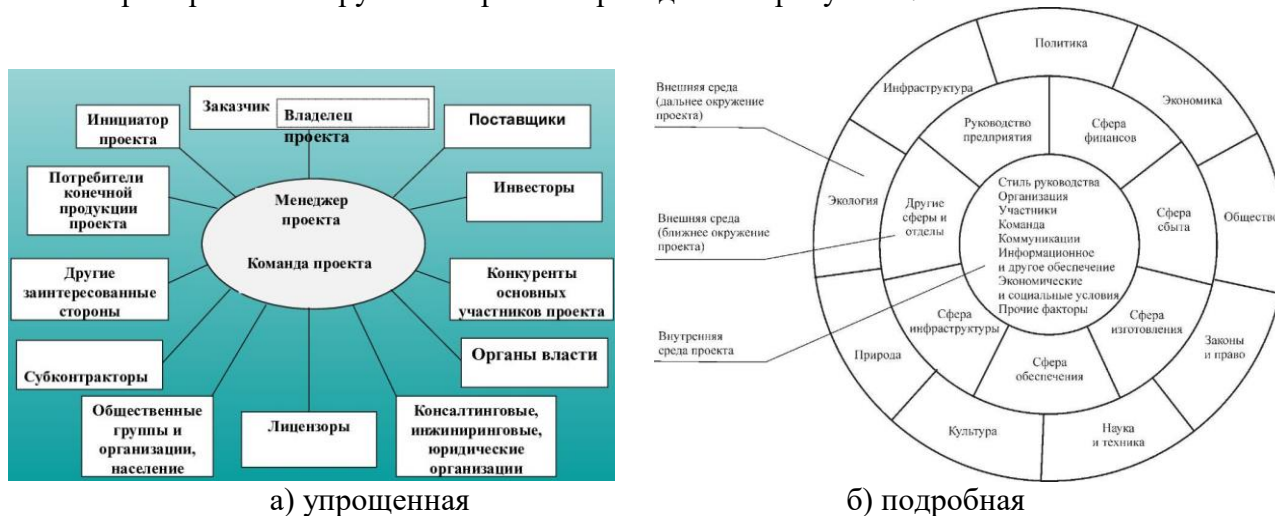 Заказчик
Владелец
проекта
Инициатор
проекта
Поставщики
Потребители
конечной
продукции
проекта
Инвесторы
Менеджер
проекта
Команда проекта
Другие
заинтересованные
стороны
Конкуренты
основных
участников проекта
Субконтракторы
Органы власти
Общественные
группы и
организации,
население
Лицензоры
Консалтинговые,
инжиниринговые,
юридические
организации
а) упрощенная
Внешняя среда
(дальнее окружение
проекта)
Внешняя среда
(ближнее окружение
проекта)
Внутренняя
среда проекта
Политика
Инфраструктура
Экономика
Экология
Общество
Природа
Законы
и право
Культура
Наука
и техника
Руководство
предприятия
Сфера
финансов
Другие
сферы и
отделы
Сфера
сбыта
Сфера
инфраструктуры
Сфера
изготовления
Сфера
обеспечения
Стиль руководства
Организация
Участники
Команда
Коммуникации
Информационное
и другое обеспечение
Экономические
и социальные условия
Прочие факторы
б) подробная